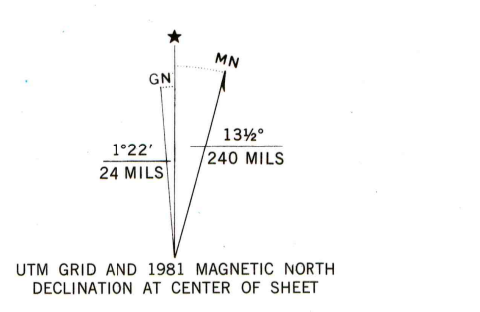 ★
MN
GN
13½°
1°22′
240 MILS
24 MILS
UTM GRID AND 1981 MAGNETIC NORTH
DECLINATION AT CENTER OF SHEET